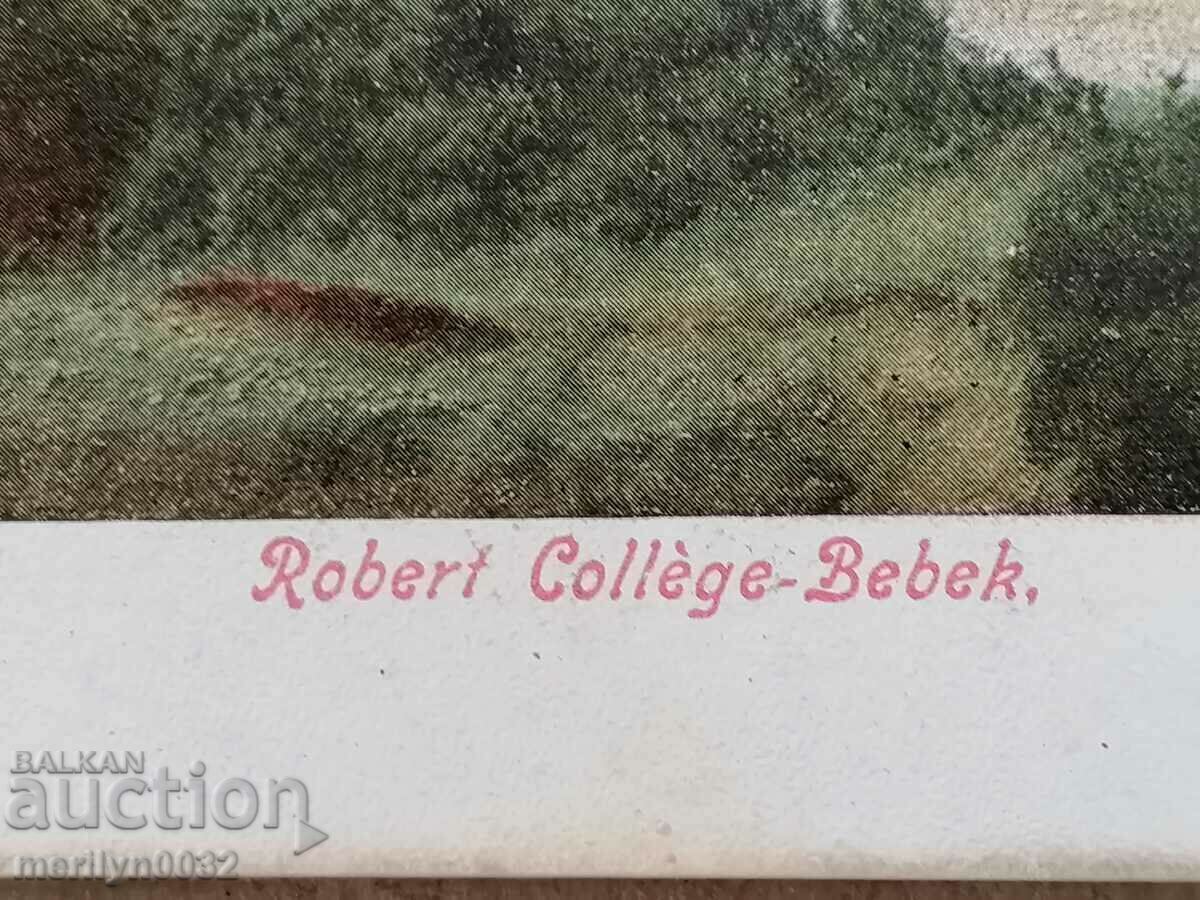 Robert Collège-Bebek.
BALKAN
auction
merilyn0032